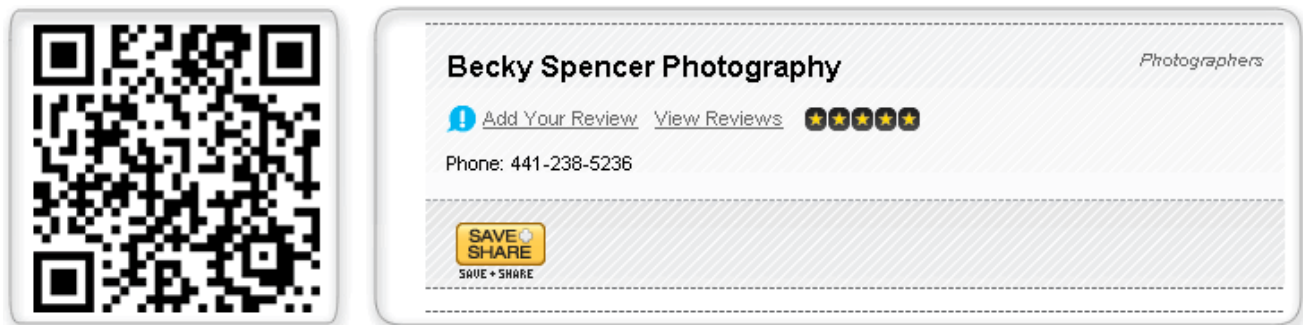 Becky Spencer Photography
Photographers
Add Your Review View Reviews
Phone: 441-238-5236
SAVE
SHARE
SAVE + SHARE